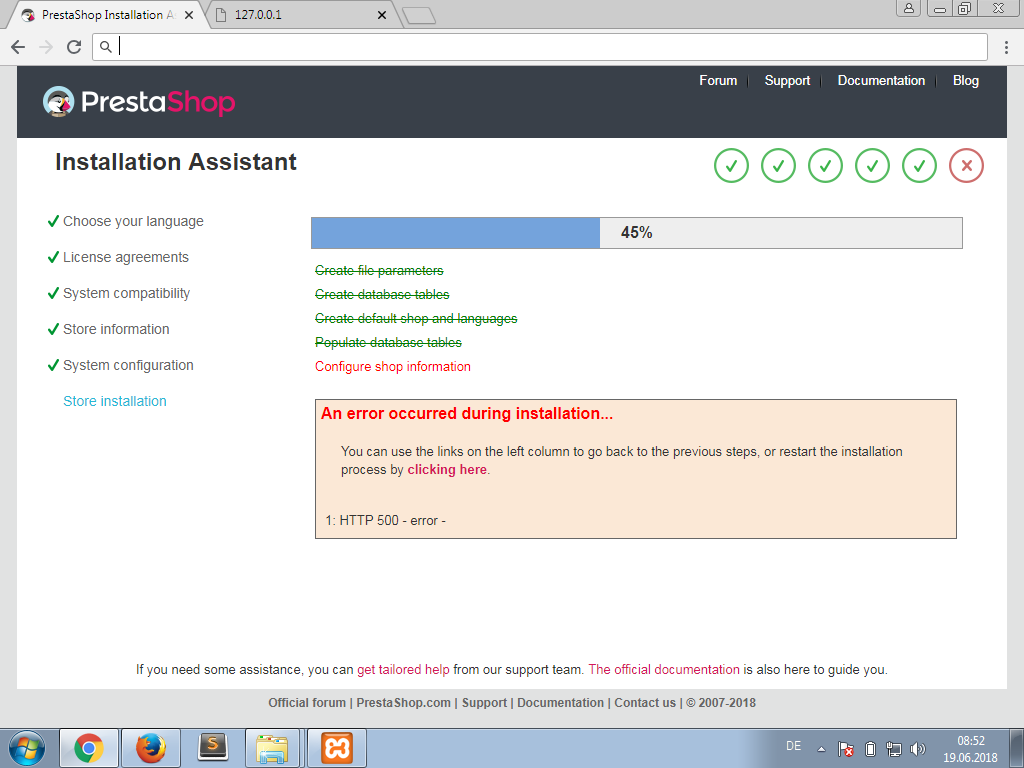 PrestaShop Installation A
127.0.0.1
Forum
Support
Documentation
Blog
PrestaShop
Installation Assistant
Choose your language
License agreements
System compatibility
Store information
System configuration
Store installation
45%
Create file parameters
Create database tables
Create default shop and languages
Populate database tables
Configure shop information
An error occurred during installation...
You can use the links on the left column to go back to the previous steps, or restart the installation
process by clicking here.
1: HTTP 500 - error -
If you need some assistance, you can get tailored help from our support team. The official documentation is also here to guide you.
Official forum | PrestaShop.com | Support | Documentation | Contact us | © 2007-2018
DE
08:52
19.06.2018